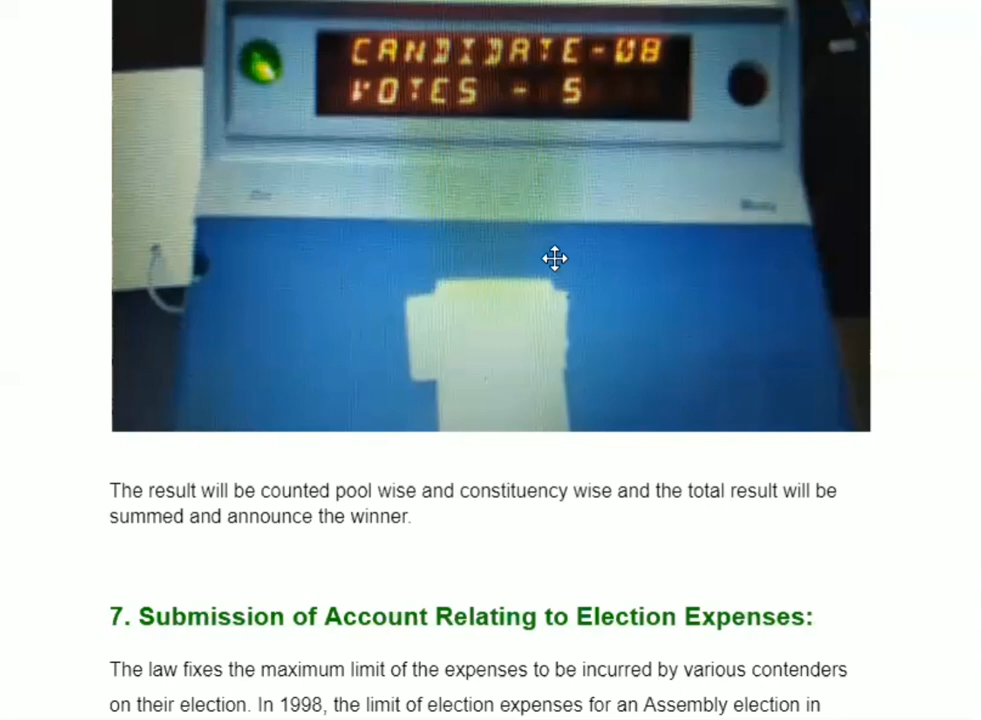 CANDIDATE-08
VOTES - 5
The result will be counted pool wise and constituency wise and the total result will be
summed and announce the winner.
7. Submission of Account Relating to Election Expenses:
The law fixes the maximum limit of the expenses to be incurred by various contenders
on their election. In 1998, the limit of election expenses for an Assembly election in